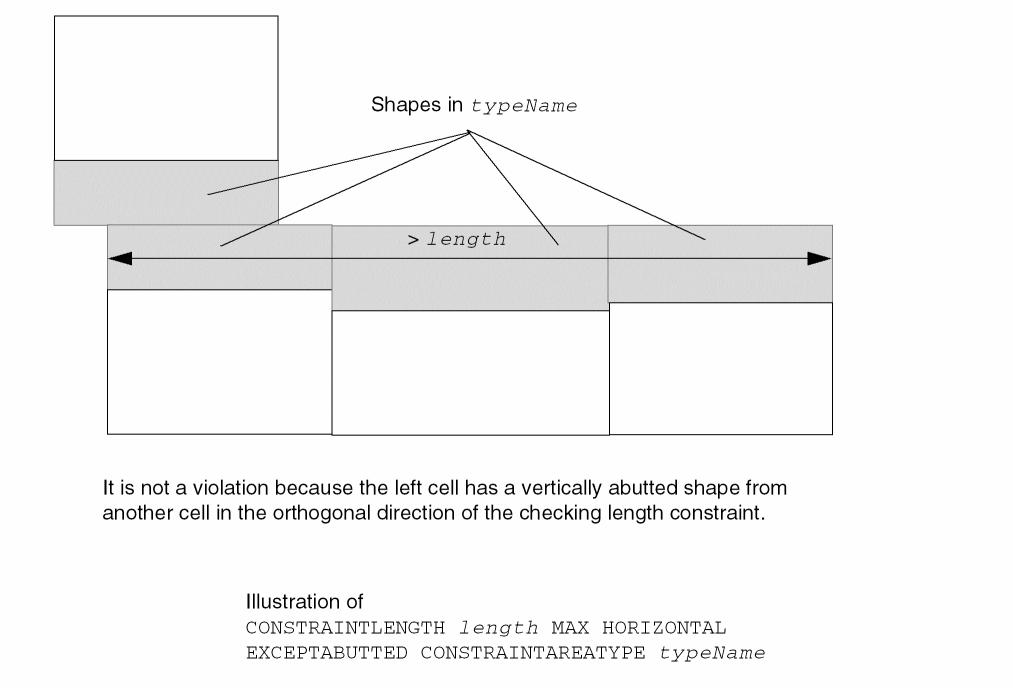 Shapes in typeName
> length
It is not a violation because the left cell has a vertically abutted shape from
another cell in the orthogonal direction of the checking length constraint.
Illustration of
CONSTRAINTLENGTH length MAX HORIZONTAL
EXCEPTABUTTED CONSTRAINTAREATYPE typeName